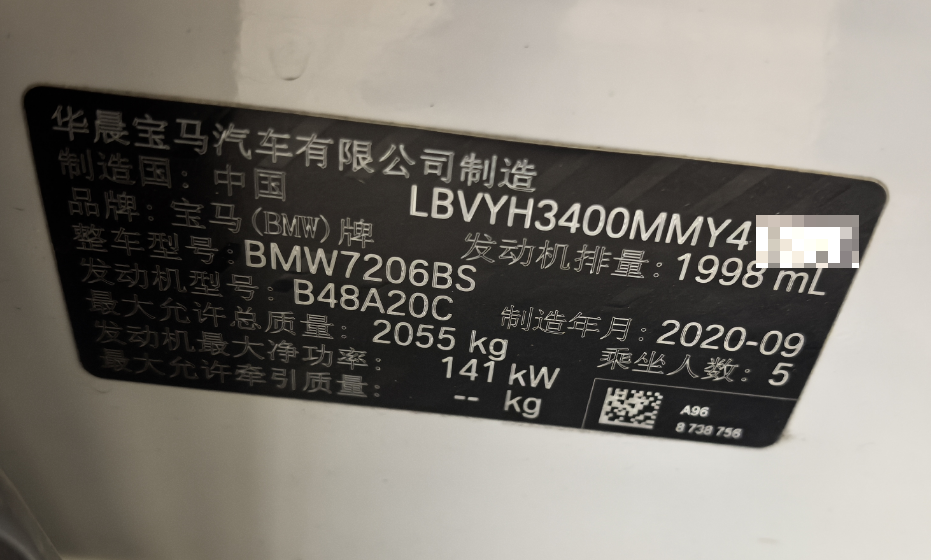 华晨宝马汽车有限公司制造
制造国：中国
LBVYH3400MMY4
品牌：宝马(BMW)牌
发动机排量：1998 mL
整车型号：BMW7206BS
发动机型号：B48A20C
制造年月：2020-09
最大允许总质量：2055 kg
乘坐人数：5
发动机最大净功率：141 kW
最大允许牵引质量：-- kg
A96
8 738 756